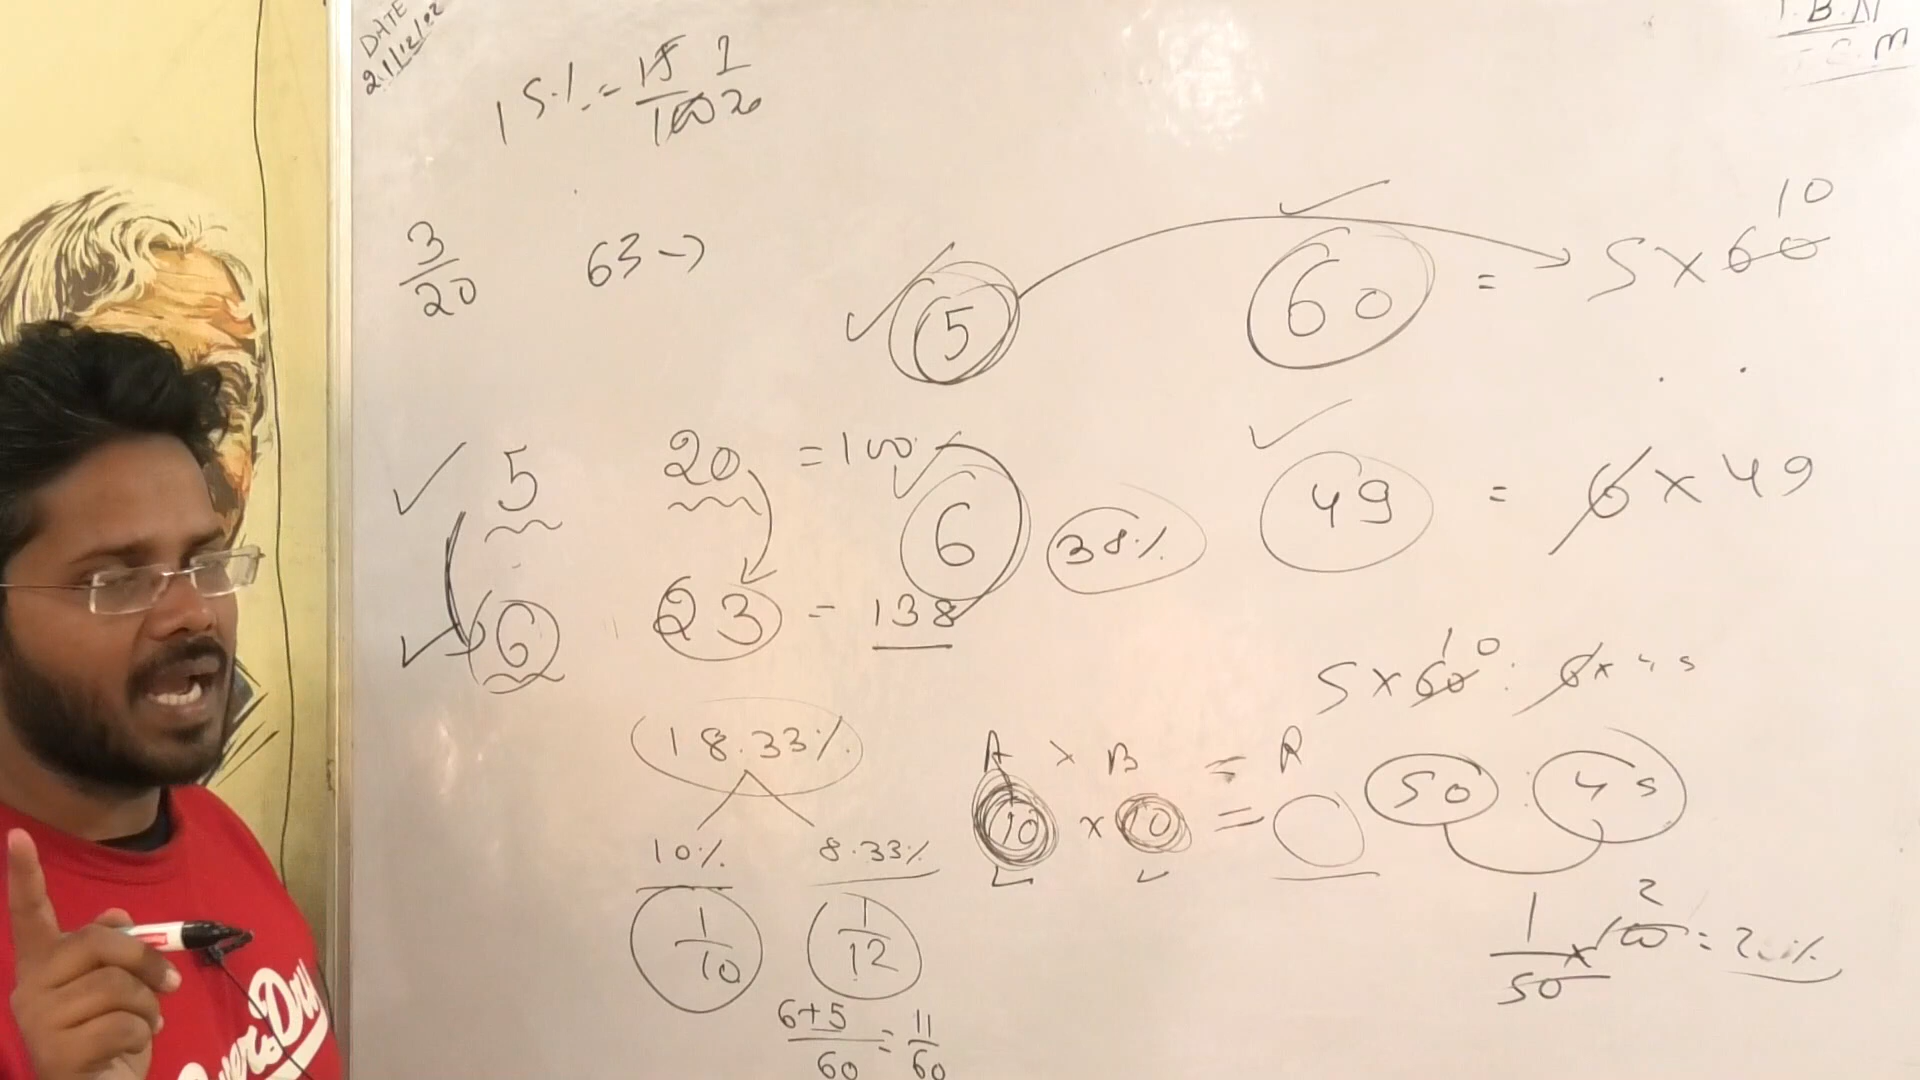 DATE
21/12/22
15% = 15/100 2/20
3/20 63 →
5 60 = 5 × 60 10
5 20 = 100
6 38% 49 = 6 × 49
6 23 = 138
5 × 60 10 : 6 × 49
18.33%
A × B = R
10 × 10 =
50 : 49
10% 8.33%
1/10 1/12
1/50 × 100 2 = 2%
6+5/60 = 11/60